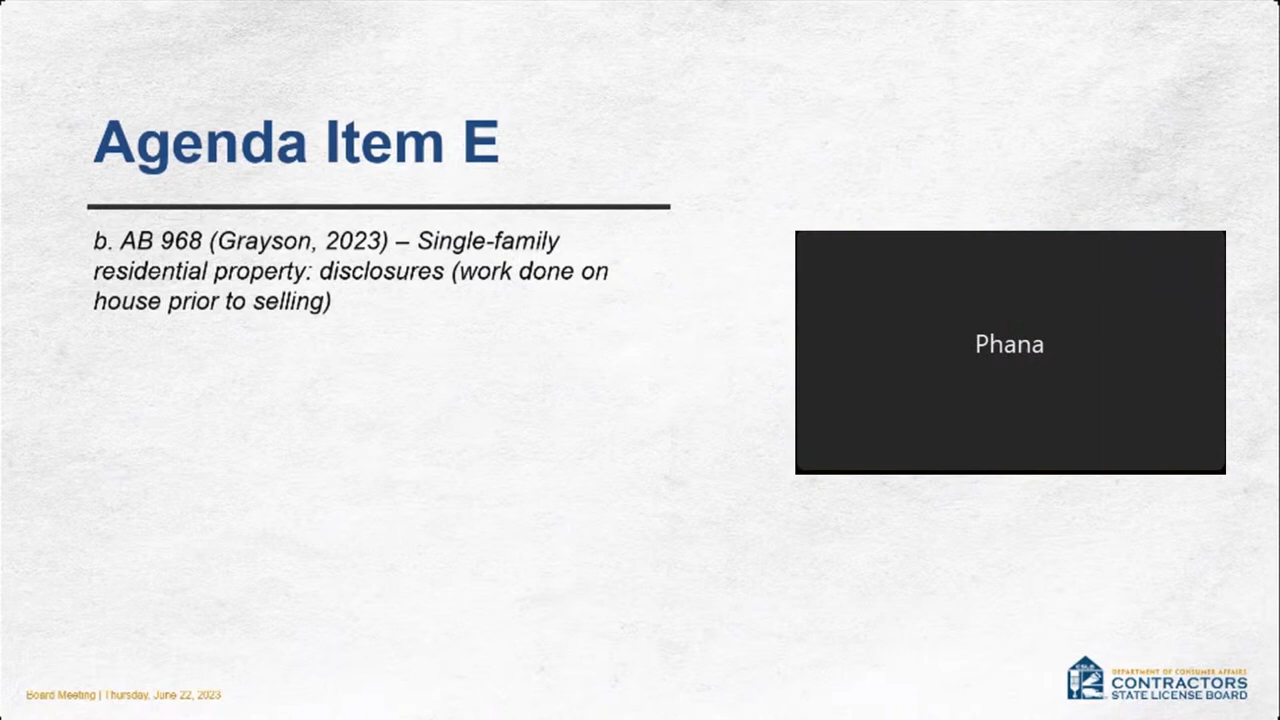 Agenda Item E
b. AB 968 (Grayson, 2023) – Single-family
residential property: disclosures (work done on
house prior to selling)
Phana
Board Meeting | Thursday, June 22, 2023
CSLB
DEPARTMENT OF CONSUMER AFFAIRS
CONTRACTORS
STATE LICENSE BOARD